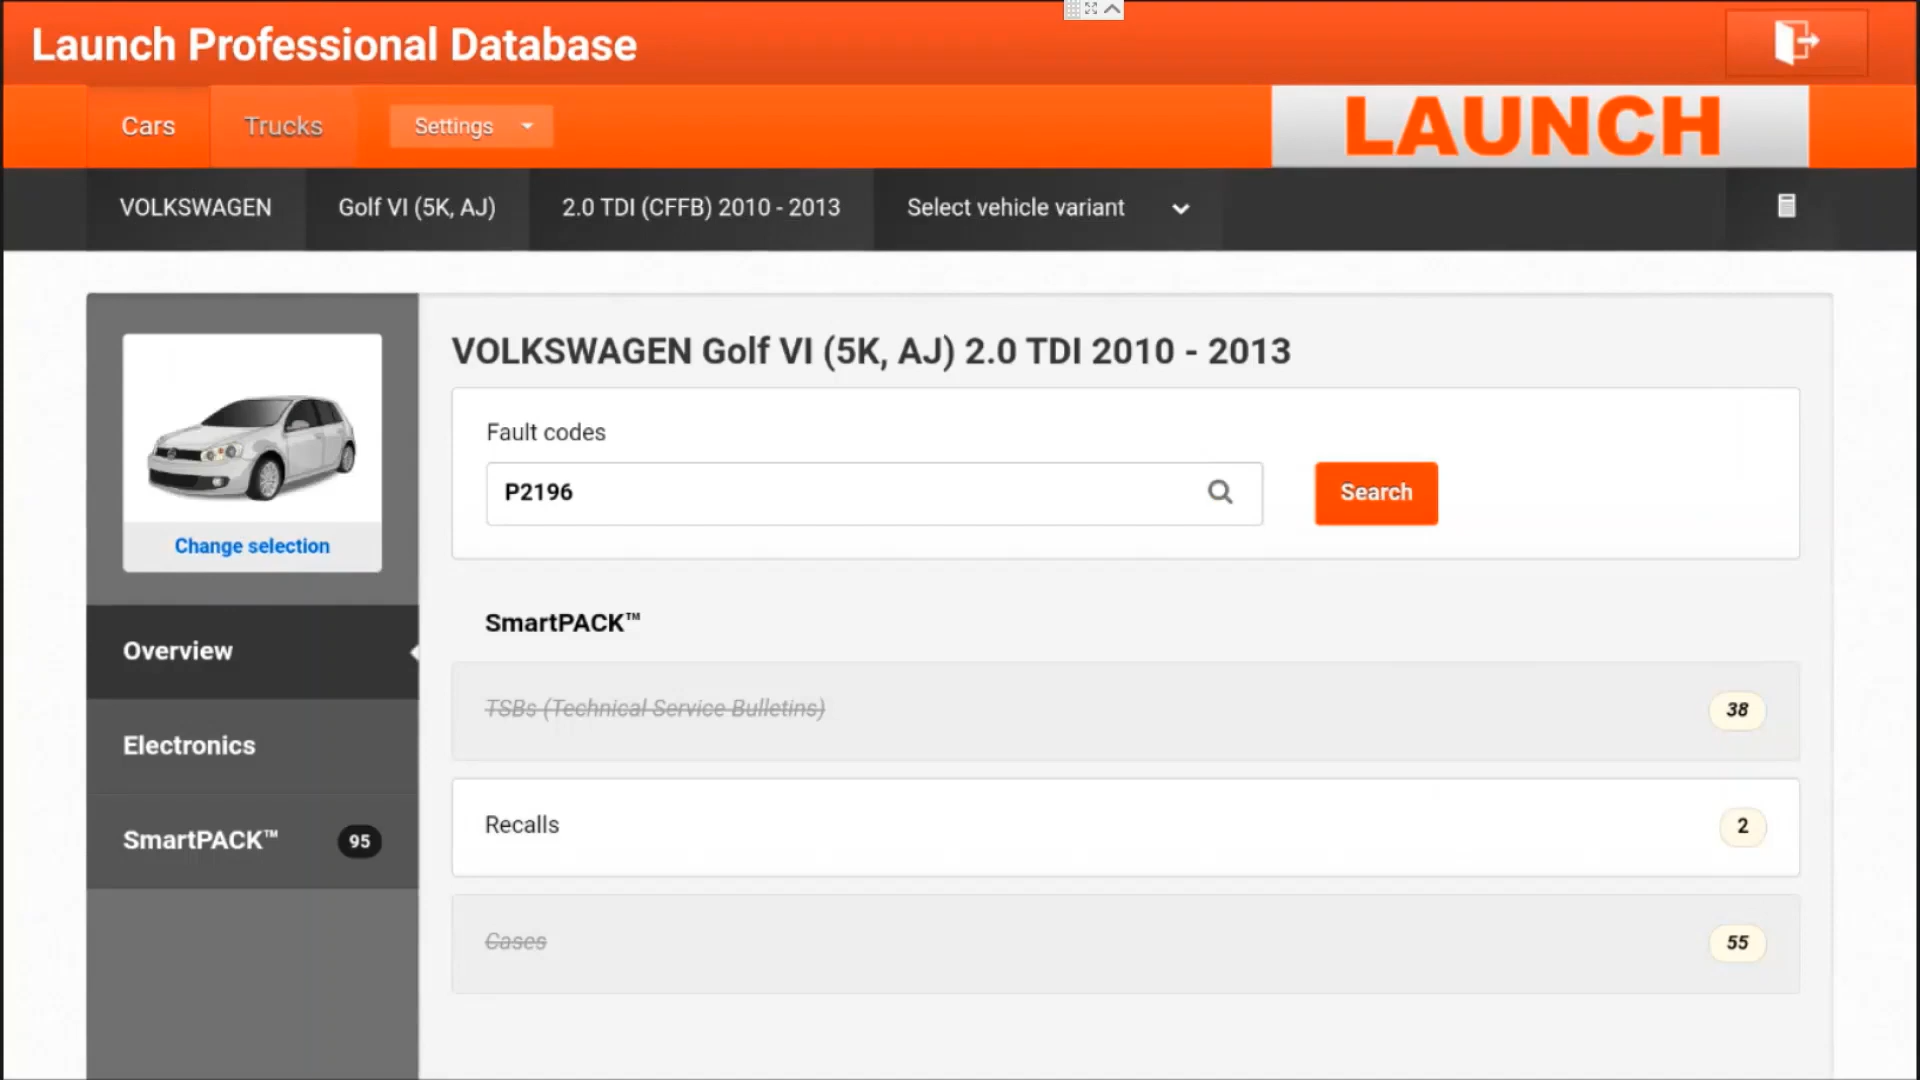 Launch Professional Database
Cars
Trucks
Settings
LAUNCH
VOLKSWAGEN
Golf VI (5K, AJ)
2.0 TDI (CFFB) 2010 - 2013
Select vehicle variant
VOLKSWAGEN Golf VI (5K, AJ) 2.0 TDI 2010 - 2013
Change selection
Fault codes
P2196
Search
Overview
Electronics
SmartPACK™ 95
SmartPACK™
TSBs (Technical Service Bulletins) 38
Recalls 2
Cases 55